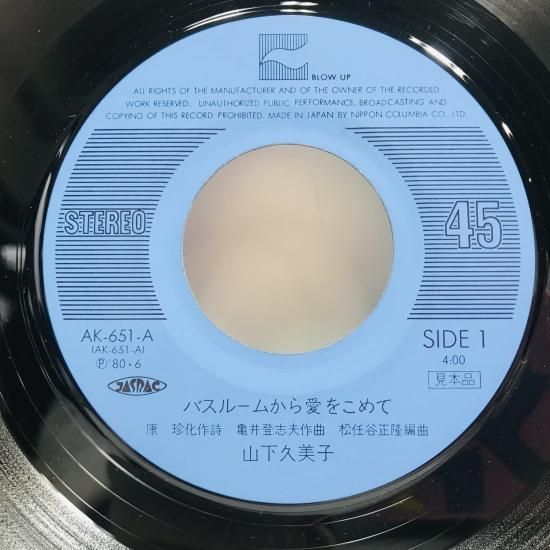 BLOW UP
ALL RIGHTS OF THE MANUFACTURER AND OF THE OWNER OF THE RECORDED
WORK RESERVED. UNAUTHORIZED PUBLIC PERFORMANCE, BROADCASTING AND
COPYING OF THIS RECORD PROHIBITED. MADE IN JAPAN BY NIPPON COLUMBIA CO., LTD.
STEREO 45
AK-651-A
(AK-651-A)
Ⓟ'80・6
JASRAC
SIDE 1
4:00
見本品
バスルームから愛をこめて
康 珍化作詩 亀井登志夫作曲 松任谷正隆編曲
山下久美子